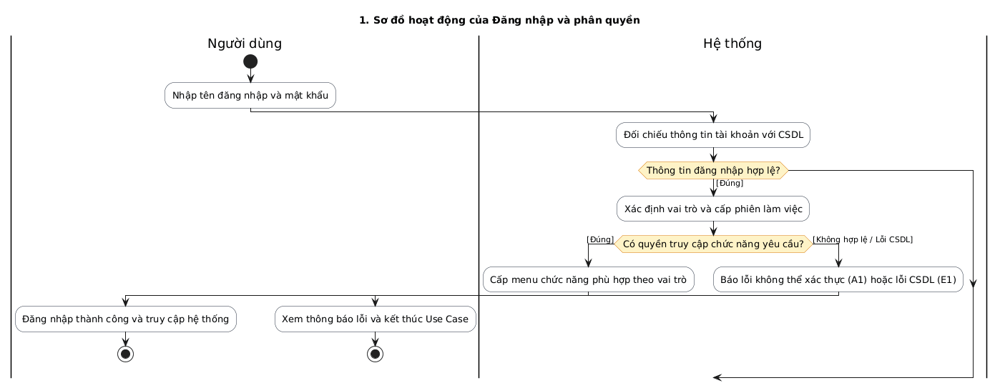 1. Sơ đồ hoạt động của Đăng nhập và phân quyền
Người dùng
Hệ thống
Nhập tên đăng nhập và mật khẩu
Đối chiếu thông tin tài khoản với CSDL
Thông tin đăng nhập hợp lệ?
[Đúng]
Xác định vai trò và cấp phiên làm việc
[Đúng]
Có quyền truy cập chức năng yêu cầu?
[Không hợp lệ / Lỗi CSDL]
Cấp menu chức năng phù hợp theo vai trò
Báo lỗi không thể xác thực (A1) hoặc lỗi CSDL (E1)
Đăng nhập thành công và truy cập hệ thống
Xem thông báo lỗi và kết thúc Use Case